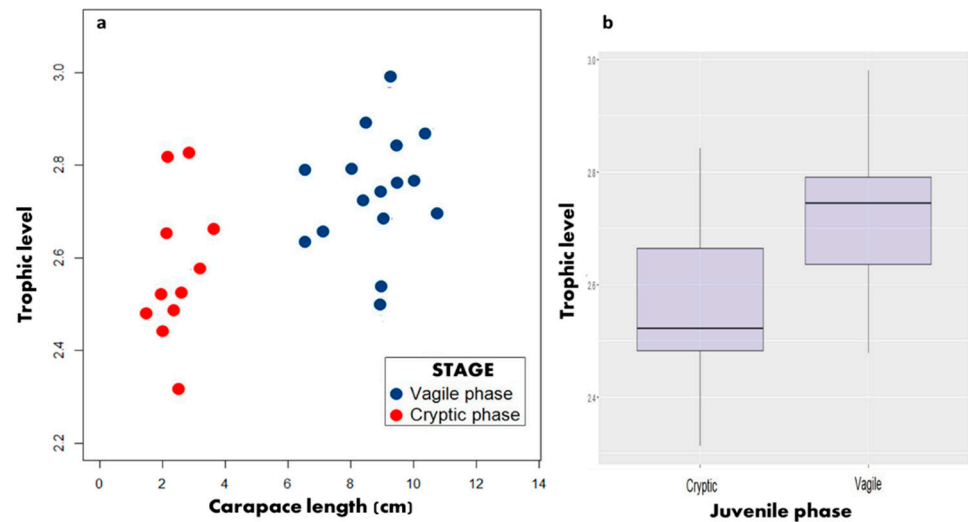 a
Trophic level
3.0
2.8
2.6
2.4
2.2
0 2 4 6 8 10 12 14
Carapace length (cm)
STAGE
Vagile phase
Cryptic phase
b
Trophic level
3.0
2.8
2.6
2.4
Cryptic Vagile
Juvenile phase